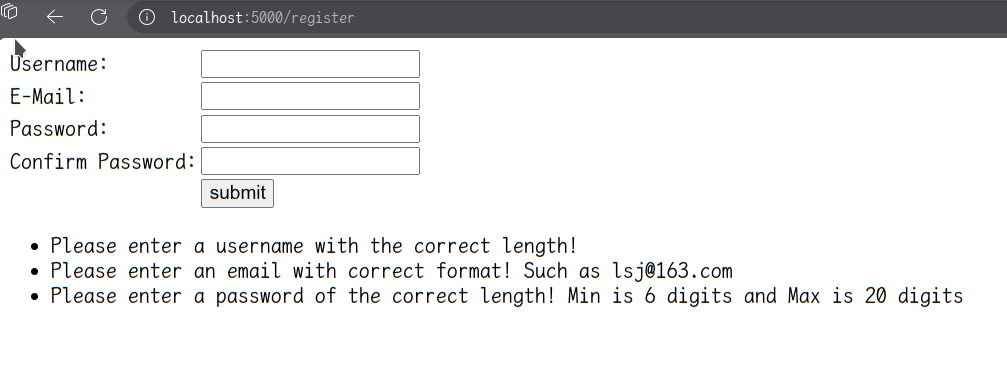 localhost:5000/register
Username:
E-Mail:
Password:
Confirm Password:
submit
Please enter a username with the correct length!
Please enter an email with correct format! Such as lsj@163.com
Please enter a password of the correct length! Min is 6 digits and Max is 20 digits